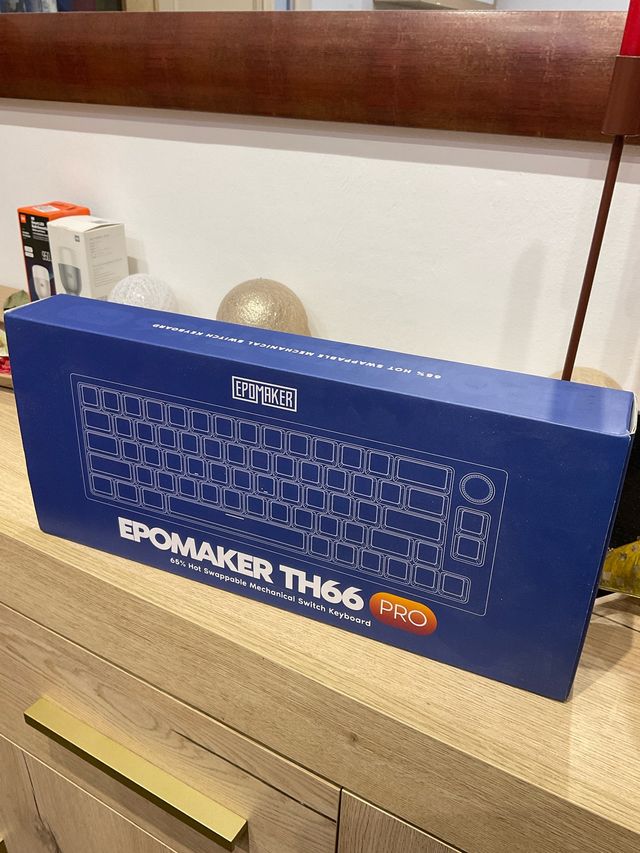 65% HOT SWAPPABLE MECHANICAL SWITCH KEYBOARD
EPOMAKER
EPOMAKER TH66 PRO
65% Hot Swappable Mechanical Switch Keyboard